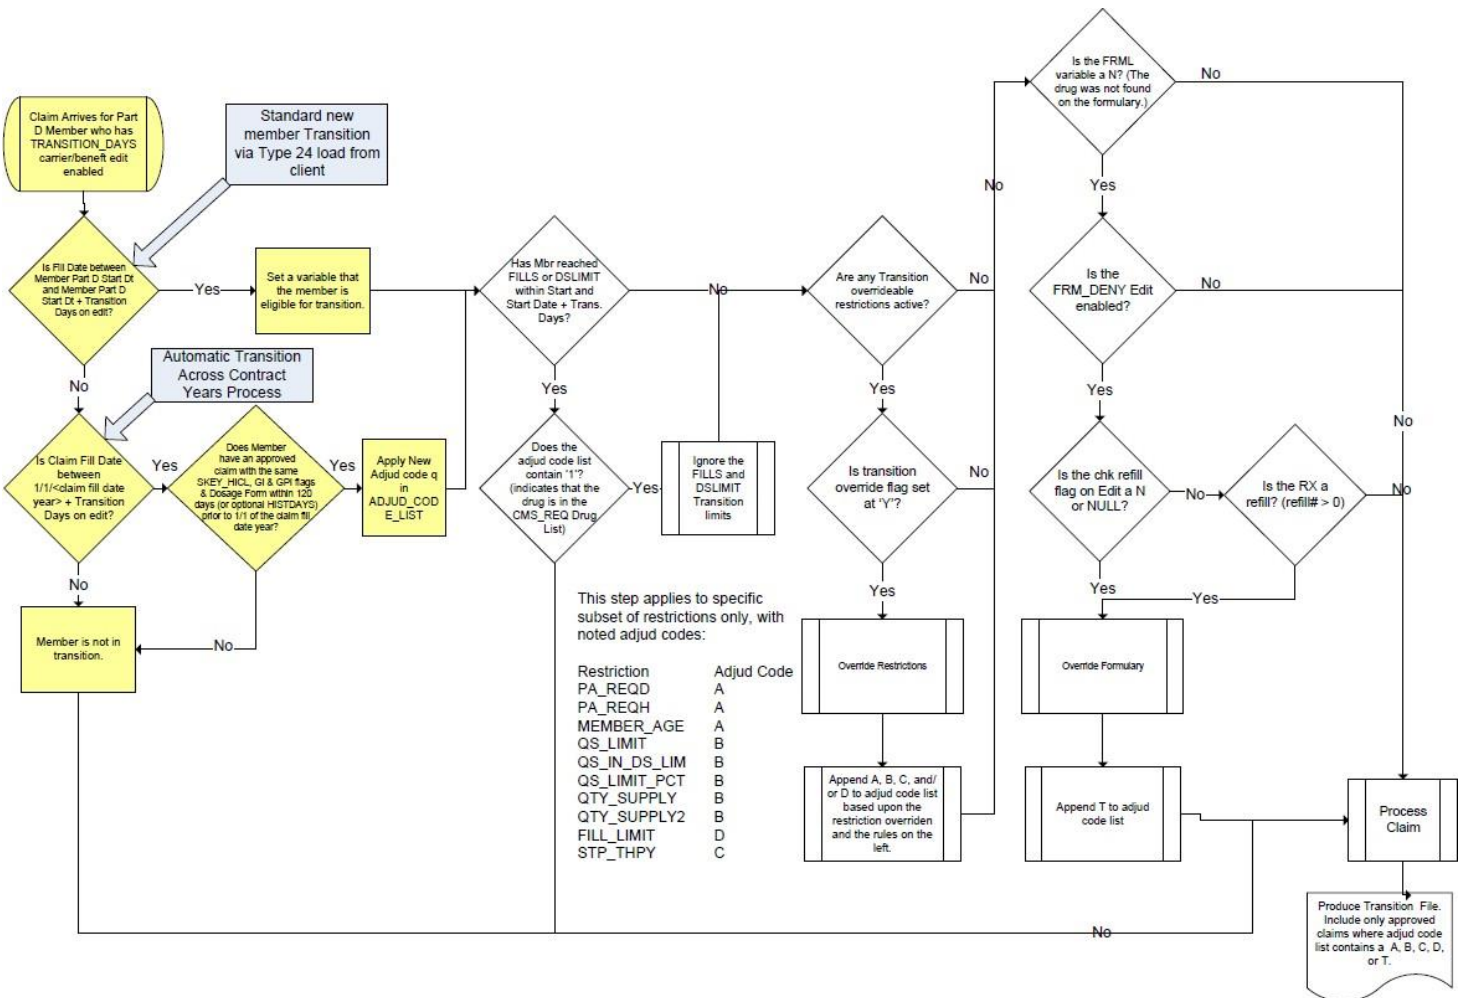 Claim Arrives for Part
D Member who has
TRANSITION_DAYS
carrier/beneft edit
enabled
Standard new
member Transition
via Type 24 load from
client
Is Fill Date between
Member Part D Start Dt
and Member Part D
Start Dt + Transition
Days on edit?
Yes
Set a variable that
the member is
eligible for transition.
No
Automatic Transition
Across Contract
Years Process
Is Claim Fill Date
between
1/1/<claim fill date
year> + Transition
Days on edit?
Yes
Does Member
have an approved
claim with the same
SKEY_HICL, GI & GPI flags
& Dosage Form within 120
days (or optional HISTDAYS)
prior to 1/1 of the claim fill
date year?
Yes
Apply New
Adjud code q
in
ADJUD_COD
E_LIST
No
Member is not in
transition.
No
Has Mbr reached
FILLS or DSLIMIT
within Start and
Start Date + Trans.
Days?
No
Yes
Does the
adjud code list
contain '1'?
(indicates that the
drug is in the
CMS_REQ Drug
List)
Yes
Ignore the
FILLS and
DSLIMIT
Transition
limits
This step applies to specific
subset of restrictions only, with
noted adjud codes:
Restriction Adjud Code
PA_REQD A
PA_REQH A
MEMBER_AGE A
QS_LIMIT B
QS_IN_DS_LIM B
QS_LIMIT_PCT B
QTY_SUPPLY B
QTY_SUPPLY2 B
FILL_LIMIT D
STP_THPY C
Are any Transition
overrideable
restrictions active?
No
No
Yes
Is transition
override flag set
at 'Y'?
No
Yes
Override Restrictions
Append A, B, C, and/
or D to adjud code list
based upon the
restriction overriden
and the rules on the
left.
Is the FRML
variable a N? (The
drug was not found
on the formulary.)
No
Yes
Is the
FRM_DENY Edit
enabled?
No
Yes
Is the chk refill
flag on Edit a N
or NULL?
No
Is the RX a
refill? (refill# > 0)
No
No
Yes
Yes
Override Formulary
Append T to adjud
code list
Process
Claim
No
Produce Transition File.
Include only approved
claims where adjud code
list contains a A, B, C, D,
or T.